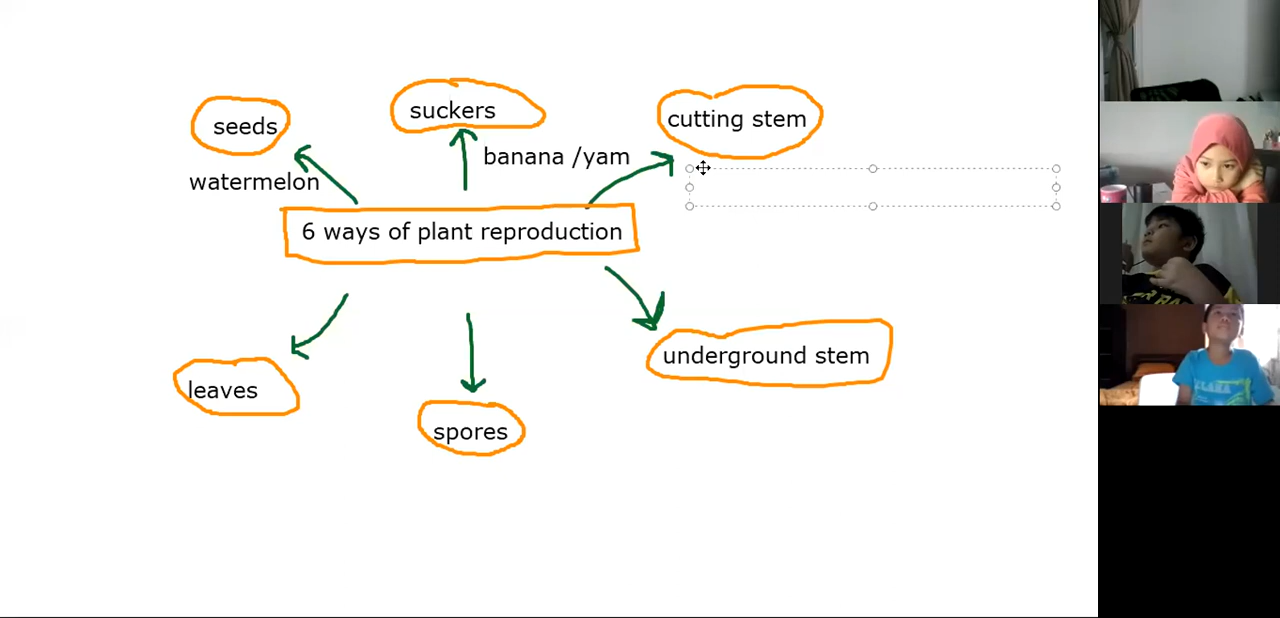 seeds
suckers
cutting stem
banana /yam
watermelon
6 ways of plant reproduction
underground stem
leaves
spores